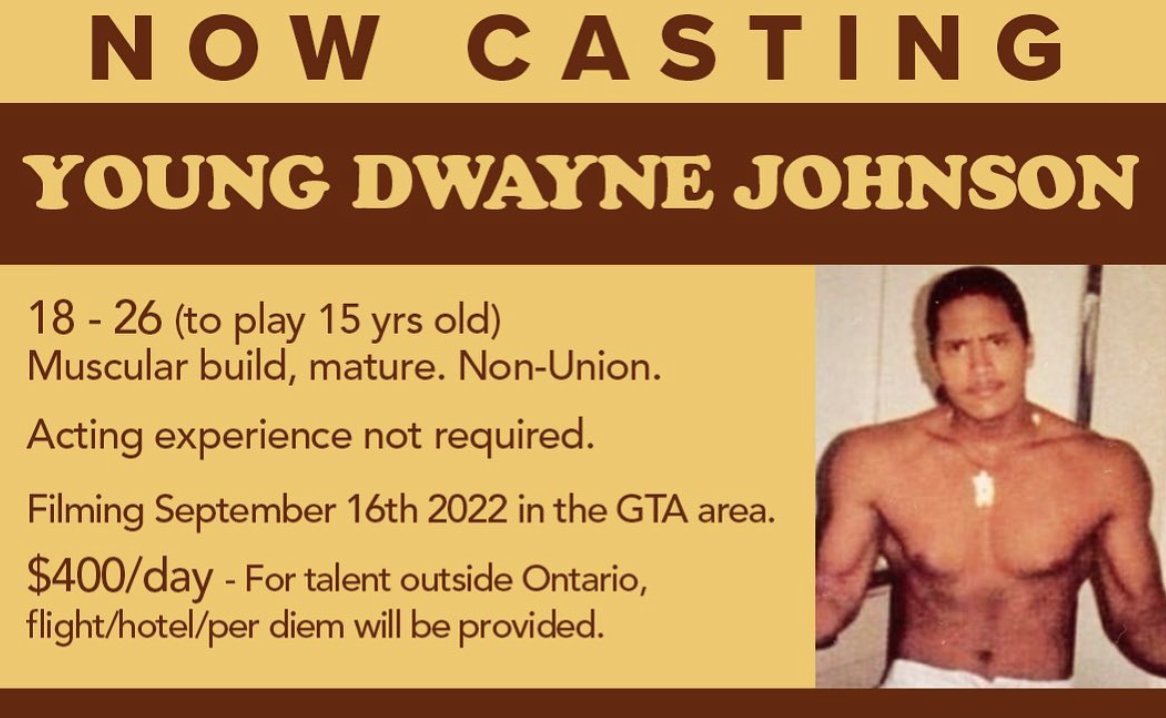 NOW CASTING
YOUNG DWAYNE JOHNSON
18 - 26 (to play 15 yrs old)
Muscular build, mature. Non-Union.
Acting experience not required.
Filming September 16th 2022 in the GTA area.
$400/day - For talent outside Ontario,
flight/hotel/per diem will be provided.